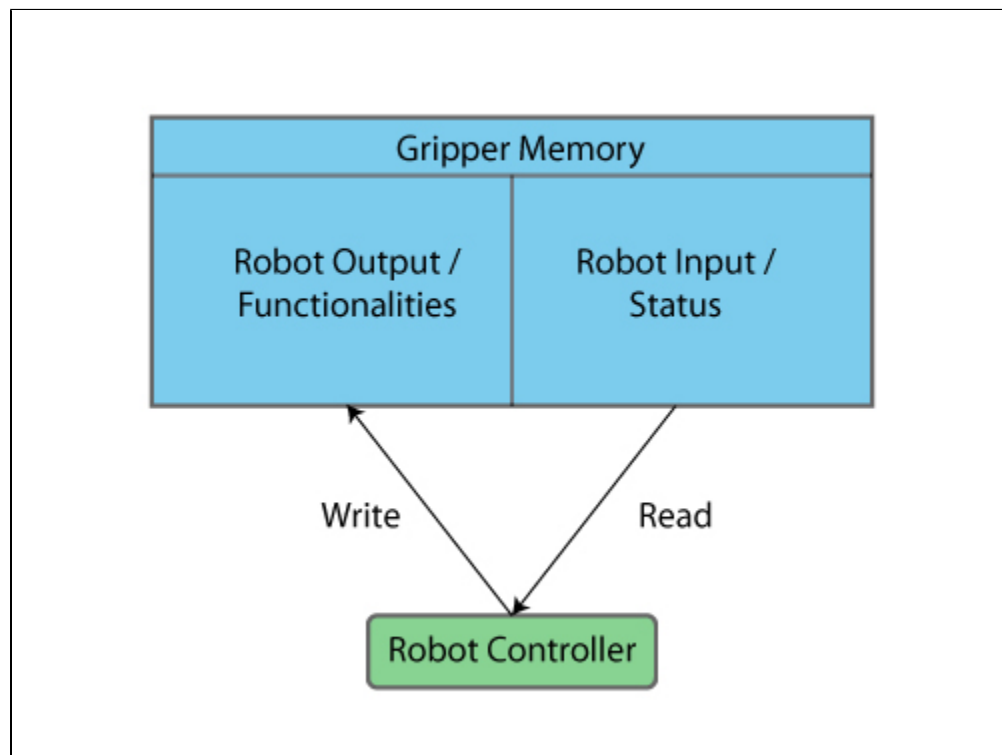 Gripper Memory
Robot Output /
Functionalities
Robot Input /
Status
Write
Read
Robot Controller